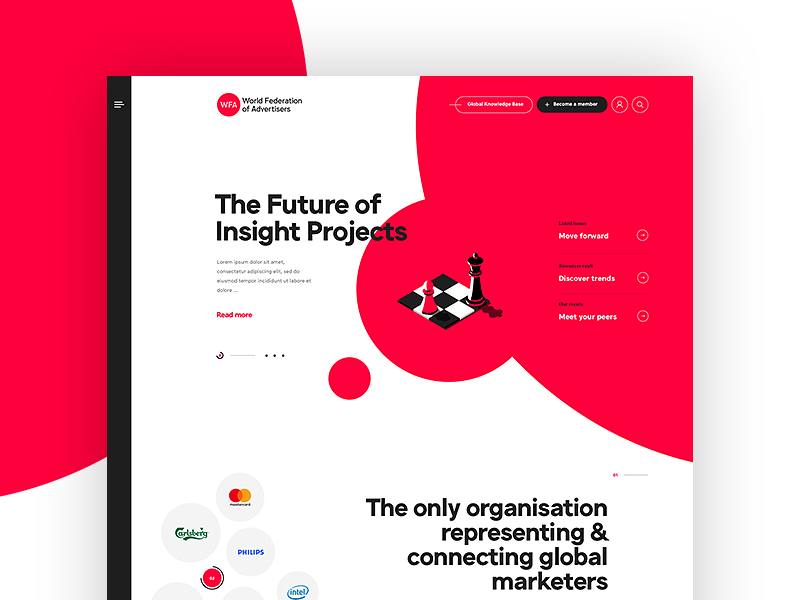 WFA
World Federation
of Advertisers
Global Knowledge Base
+ Become a member
The Future of
Insight Projects
Lorem ipsum dolor sit amet,
consectetur adipiscing elit, sed do
eiusmod tempor incididunt ut labore et
dolore ...
Read more
Move forward
Discover trends
Our events
Meet your peers
01
The only organisation
representing &
connecting global
marketers
mastercard
Carlsberg
PHILIPS
intel